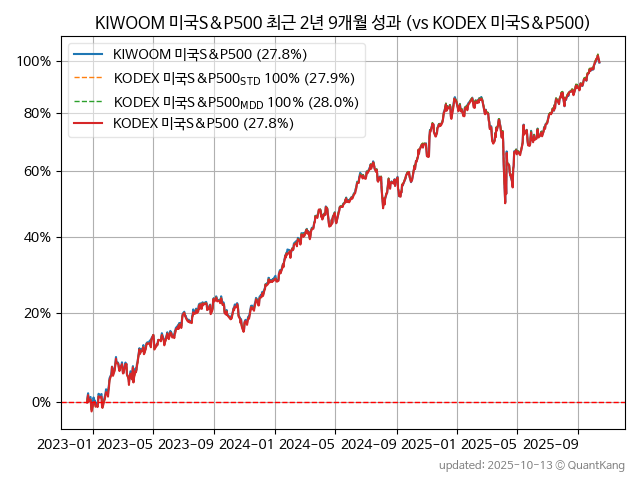 KIWOOM 미국S&P500 최근 2년 9개월 성과 (vs KODEX 미국S&P500)
KIWOOM 미국S&P500 (27.8%)
KODEX 미국S&P500STD 100% (27.9%)
KODEX 미국S&P500MDD 100% (28.0%)
KODEX 미국S&P500 (27.8%)
100%
80%
60%
40%
20%
0%
2023-01 2023-05 2023-09 2024-01 2024-05 2024-09 2025-01 2025-05 2025-09
updated: 2025-10-13 © QuantKang